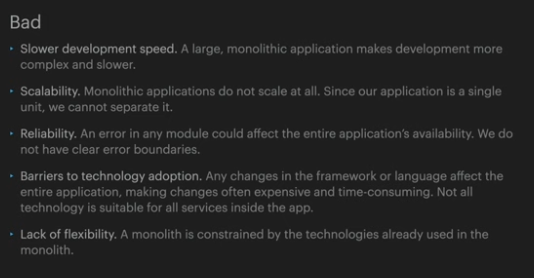 Bad
‣ Slower development speed. A large, monolithic application makes development more
complex and slower.
‣ Scalability. Monolithic applications do not scale at all. Since our application is a single
unit, we cannot separate it.
‣ Reliability. An error in any module could affect the entire application's availability. We do
not have clear error boundaries.
‣ Barriers to technology adoption. Any changes in the framework or language affect the
entire application, making changes often expensive and time-consuming. Not all
technology is suitable for all services inside the app.
‣ Lack of flexibility. A monolith is constrained by the technologies already used in the
monolith.